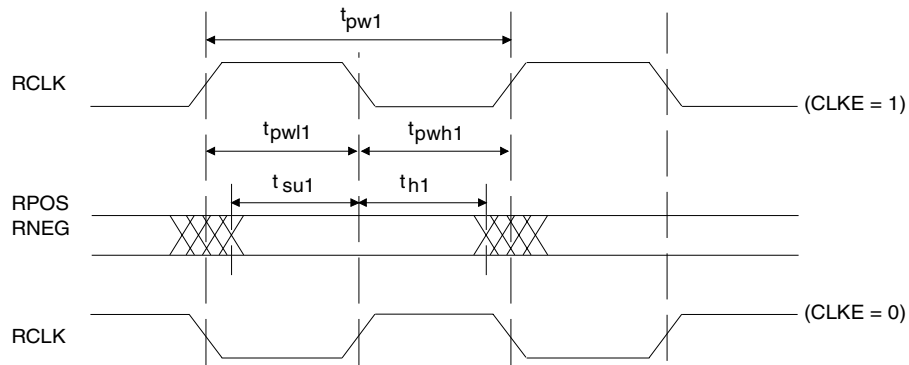 tpw1
RCLK
(CLKE = 1)
tpwl1 tpwh1
tsu1 th1
RPOS
RNEG
(CLKE = 0)
RCLK